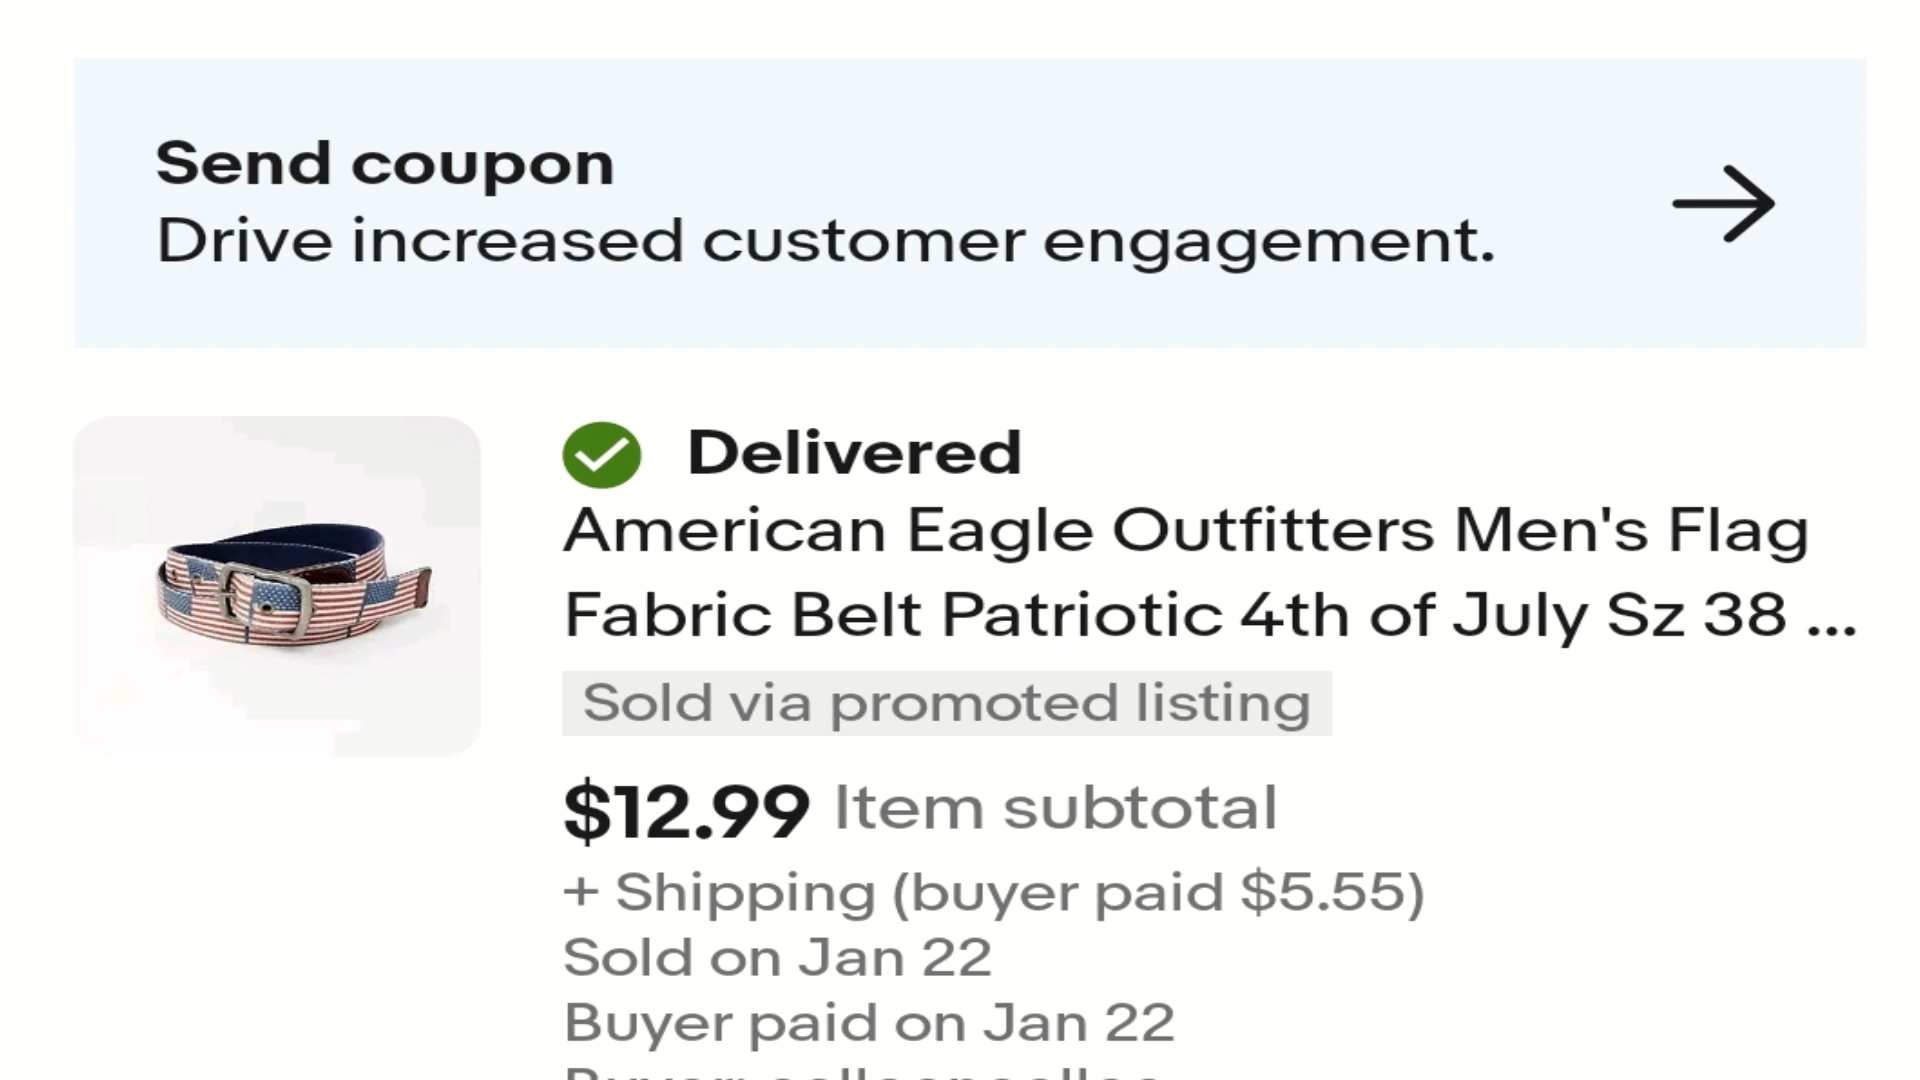 Send coupon
Drive increased customer engagement.
Delivered
American Eagle Outfitters Men's Flag
Fabric Belt Patriotic 4th of July Sz 38 ...
Sold via promoted listing
$12.99 Item subtotal
+ Shipping (buyer paid $5.55)
Sold on Jan 22
Buyer paid on Jan 22